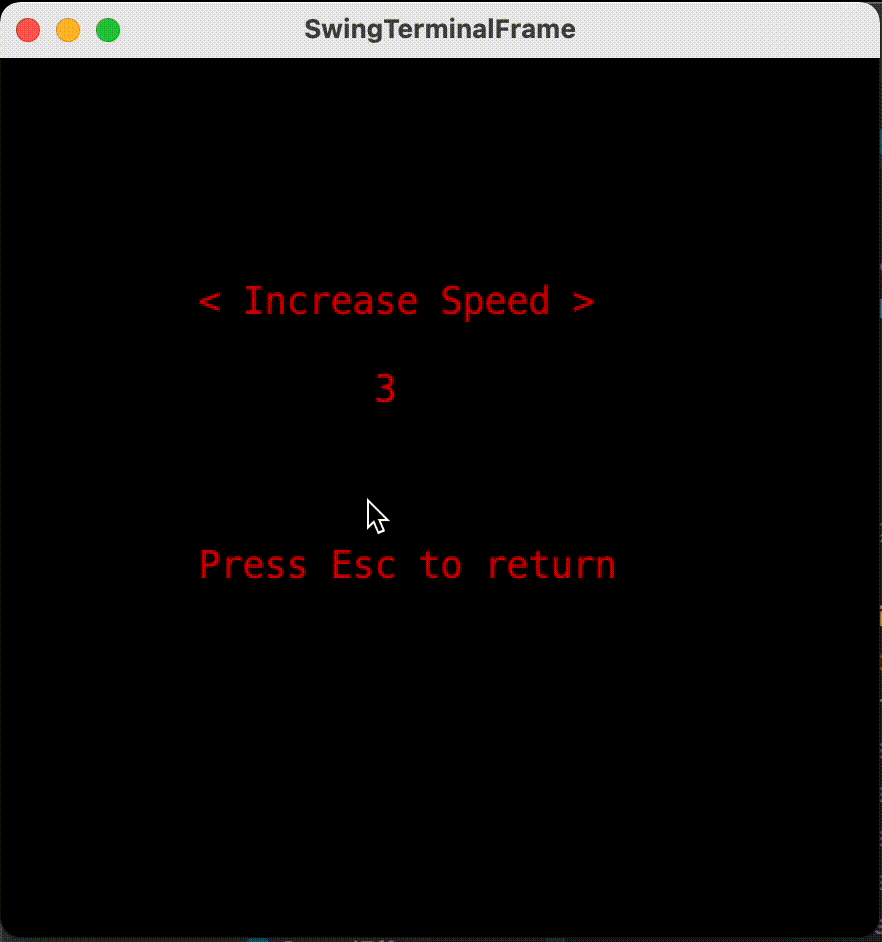 SwingTerminalFrame
< Increase Speed >
3
Press Esc to return